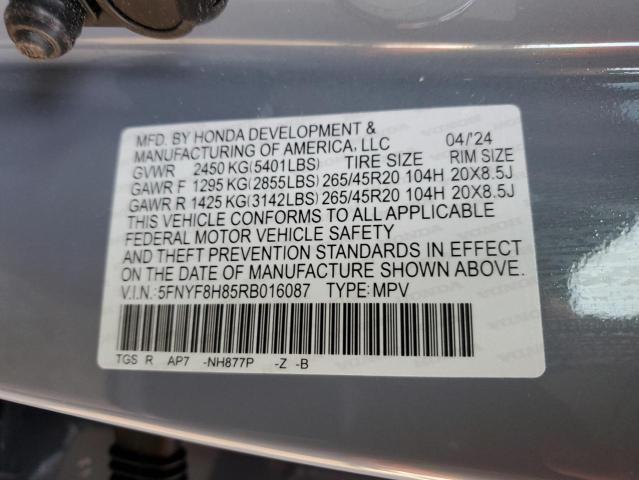 MFD. BY HONDA DEVELOPMENT &
MANUFACTURING OF AMERICA, LLC 04/'24
GVWR 2450 KG(5401LBS) TIRE SIZE RIM SIZE
GAWR F 1295 KG(2855LBS) 265/45R20 104H 20X8.5J
GAWR R 1425 KG(3142LBS) 265/45R20 104H 20X8.5J
THIS VEHICLE CONFORMS TO ALL APPLICABLE
FEDERAL MOTOR VEHICLE SAFETY
AND THEFT PREVENTION STANDARDS IN EFFECT
ON THE DATE OF MANUFACTURE SHOWN ABOVE.
V.I.N.:5FNYF8H85RB016087 TYPE:MPV
TGS R AP7 -NH877P -Z -B